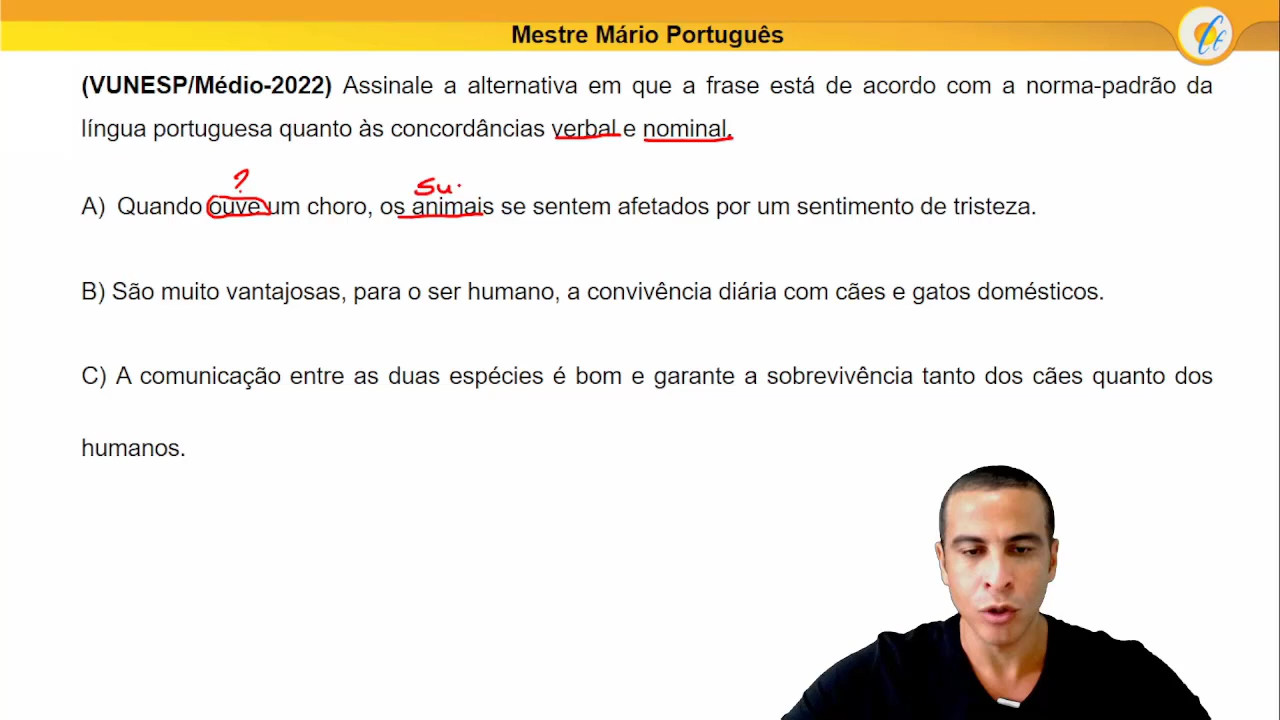 Mestre Mário Português
(VUNESP/Médio-2022) Assinale a alternativa em que a frase está de acordo com a norma-padrão da
língua portuguesa quanto às concordâncias verbal e nominal.
?
su.
A) Quando ouve um choro, os animais se sentem afetados por um sentimento de tristeza.
B) São muito vantajosas, para o ser humano, a convivência diária com cães e gatos domésticos.
C) A comunicação entre as duas espécies é bom e garante a sobrevivência tanto dos cães quanto dos
humanos.